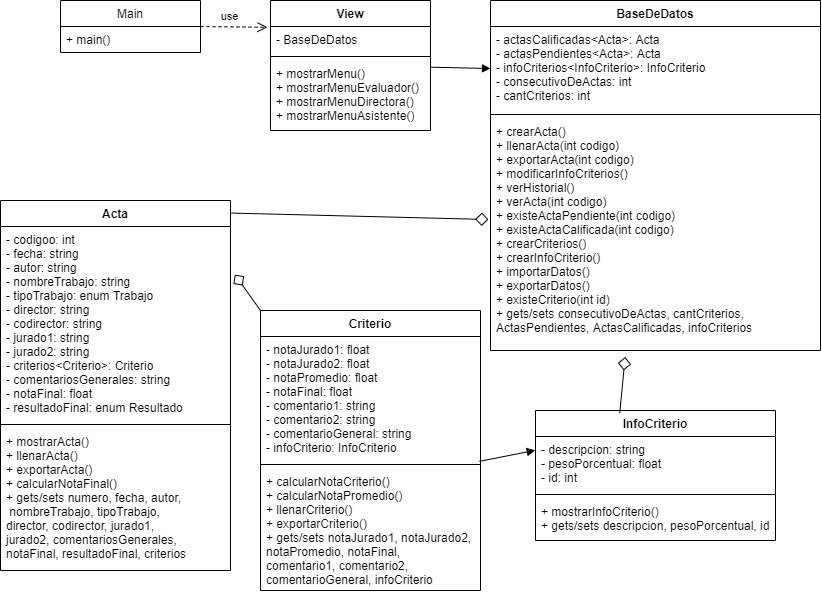 Main
+ main()
use
View
- BaseDeDatos
+ mostrarMenu()
+ mostrarMenuEvaluador()
+ mostrarMenuDirectora()
+ mostrarMenuAsistente()
BaseDeDatos
- actasCalificadas<Acta>: Acta
- actasPendientes<Acta>: Acta
- infoCriterios<InfoCriterio>: InfoCriterio
- consecutivoDeActas: int
- cantCriterios: int
+ crearActa()
+ llenarActa(int codigo)
+ exportarActa(int codigo)
+ modificarInfoCriterios()
+ verHistorial()
+ verActa(int codigo)
+ existeActaPendiente(int codigo)
+ existeActaCalificada(int codigo)
+ crearCriterios()
+ crearInfoCriterio()
+ importarDatos()
+ exportarDatos()
+ existeCriterio(int id)
+ gets/sets consecutivoDeActas, cantCriterios,
ActasPendientes, ActasCalificadas, infoCriterios
Acta
- codigoo: int
- fecha: string
- autor: string
- nombreTrabajo: string
- tipoTrabajo: enum Trabajo
- director: string
- codirector: string
- jurado1: string
- jurado2: string
- criterios<Criterio>: Criterio
- comentariosGenerales: string
- notaFinal: float
- resultadoFinal: enum Resultado
+ mostrarActa()
+ llenarActa()
+ exportarActa()
+ calcularNotaFinal()
+ gets/sets numero, fecha, autor,
nombreTrabajo, tipoTrabajo,
director, codirector, jurado1,
jurado2, comentariosGenerales,
notaFinal, resultadoFinal, criterios
Criterio
- notaJurado1: float
- notaJurado2: float
- notaPromedio: float
- notaFinal: float
- comentario1: string
- comentario2: string
- comentarioGeneral: string
- infoCriterio: InfoCriterio
+ calcularNotaCriterio()
+ calcularNotaPromedio()
+ llenarCriterio()
+ exportarCriterio()
+ gets/sets notaJurado1, notaJurado2,
notaPromedio, notaFinal,
comentario1, comentario2,
comentarioGeneral, infoCriterio
InfoCriterio
- descripcion: string
- pesoPorcentual: float
- id: int
+ mostrarInfoCriterio()
+ gets/sets descripcion, pesoPorcentual, id